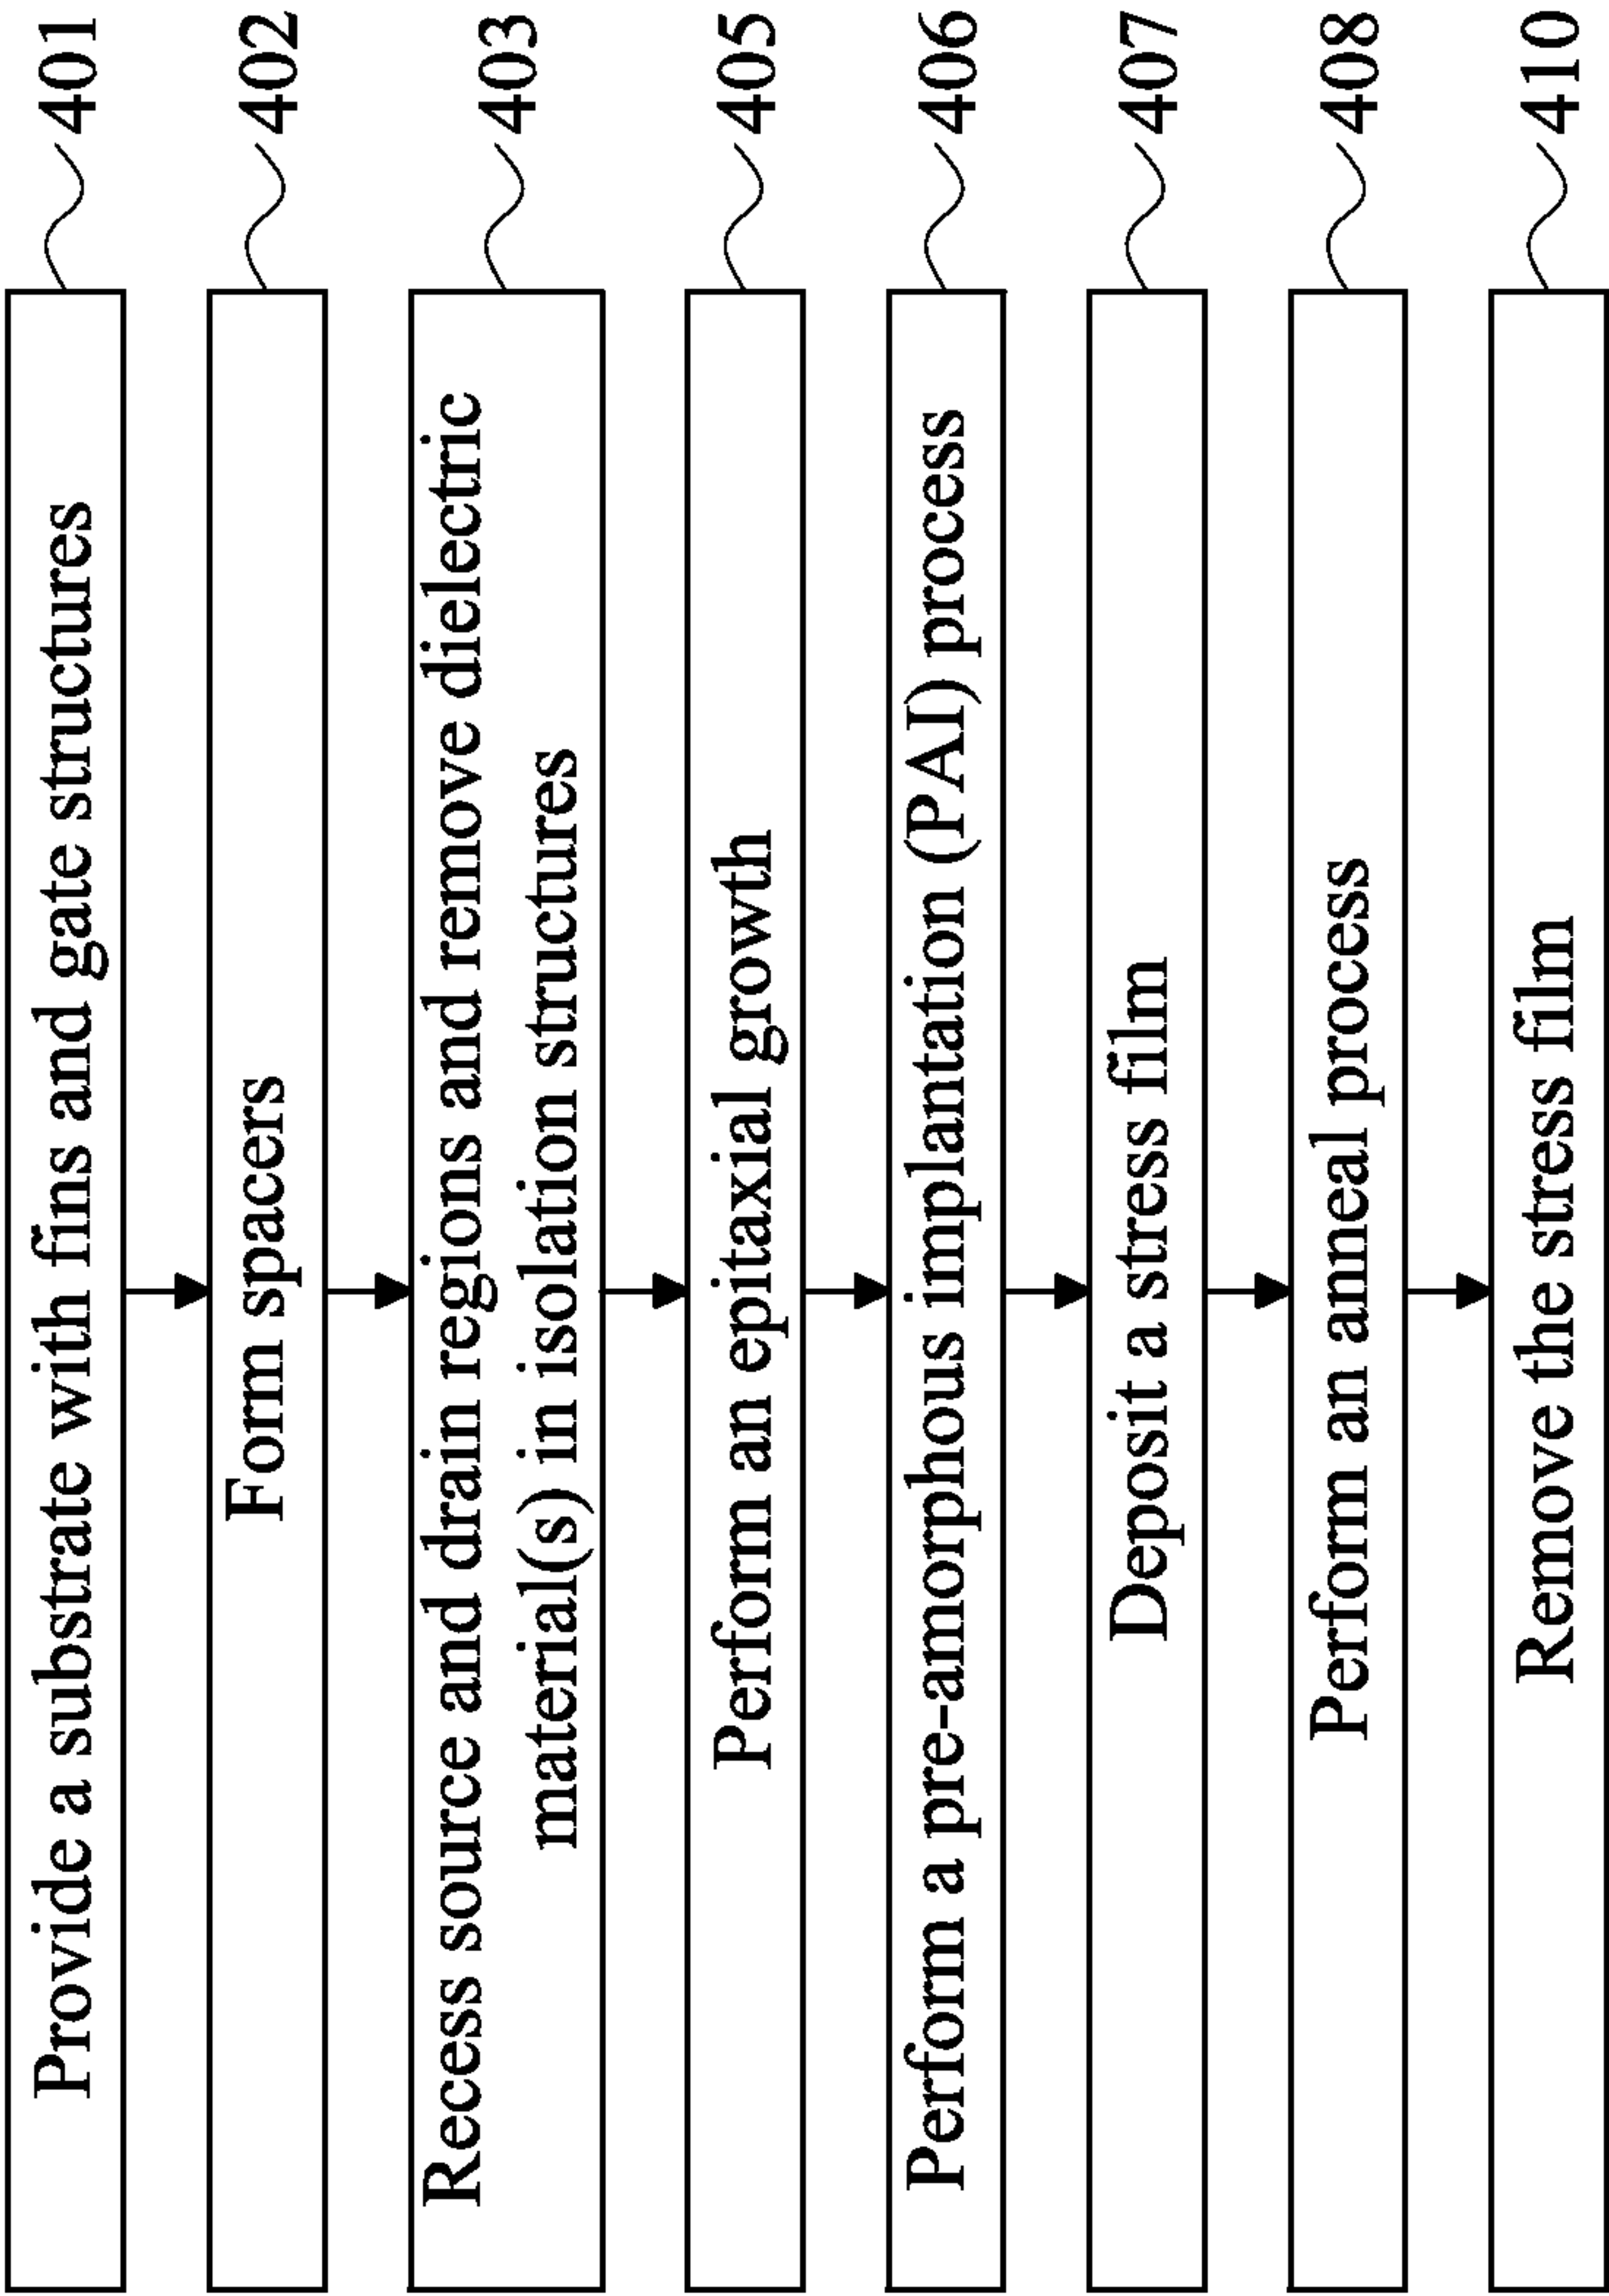 Provide a substrate with fins and gate structures
401
Form spacers
402
Recess source and drain regions and remove dielectric
material(s) in isolation structures
403
Perform an epitaxial growth
405
Perform a pre-amorphous implantation (PAI) process
406
Deposit a stress film
407
Perform an anneal process
408
Remove the stress film
410